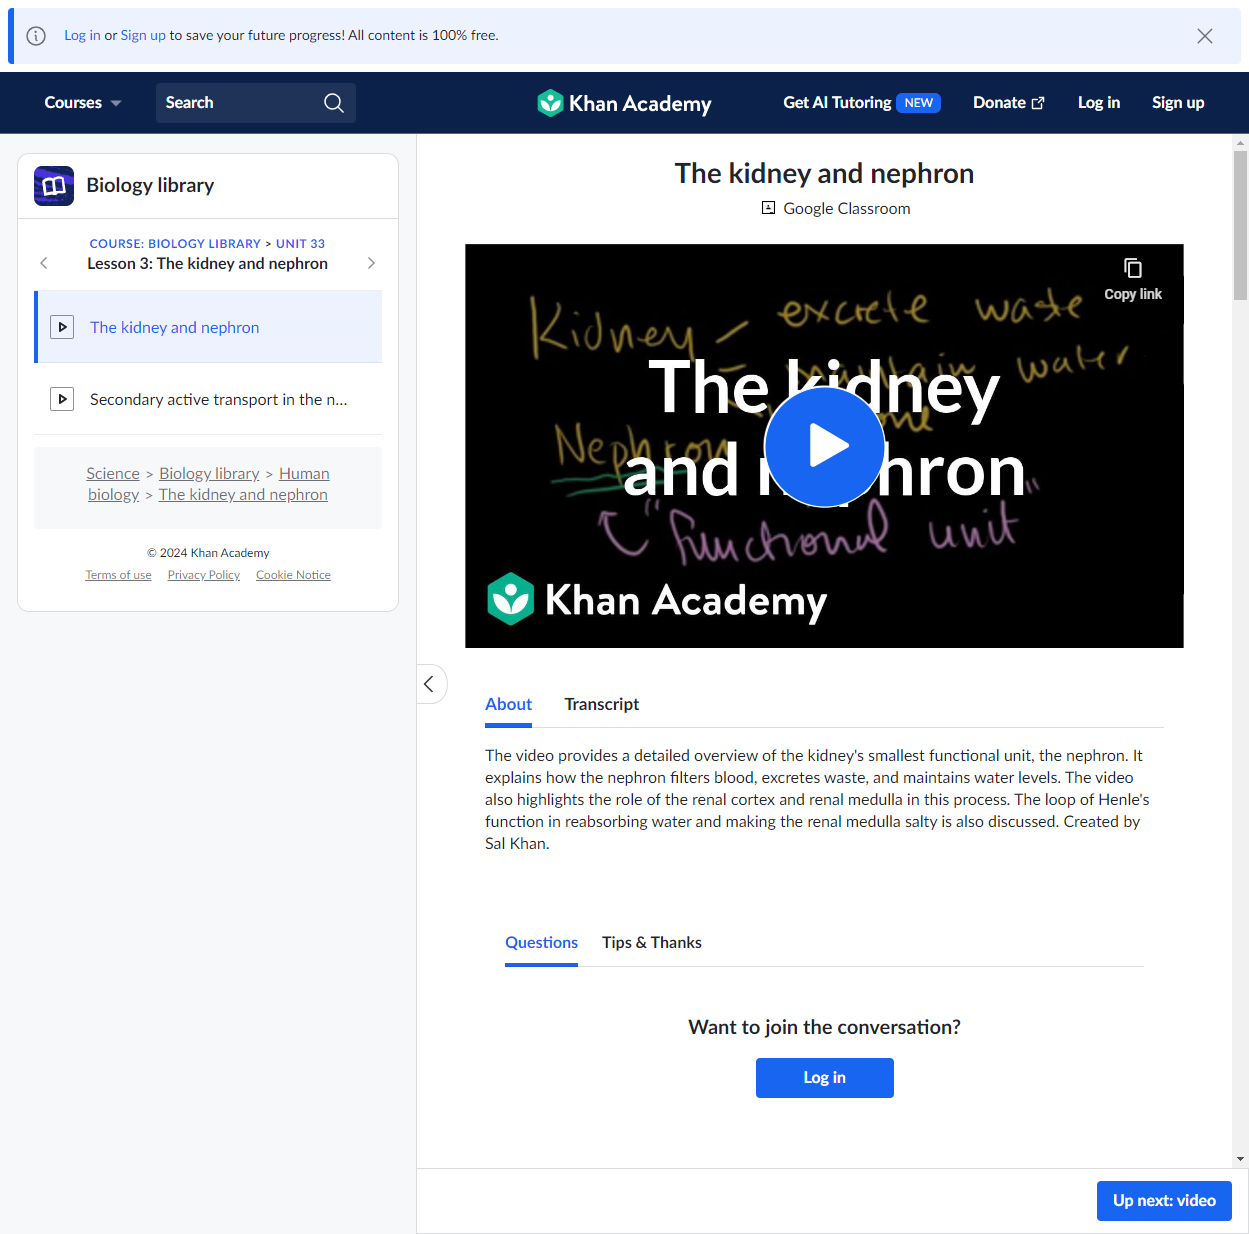 Log in or Sign up to save your future progress! All content is 100% free.
Courses
Search
Khan Academy
Get AI Tutoring NEW
Donate
Log in
Sign up
Biology library
COURSE: BIOLOGY LIBRARY > UNIT 33
Lesson 3: The kidney and nephron
The kidney and nephron
Secondary active transport in the n...
Science > Biology library > Human
biology > The kidney and nephron
© 2024 Khan Academy
Terms of use Privacy Policy Cookie Notice
The kidney and nephron
Google Classroom
Copy link
Kidney – excrete waste
water
Nephron
"functional unit"
The kidney
and nephron
Khan Academy
About Transcript
The video provides a detailed overview of the kidney's smallest functional unit, the nephron. It
explains how the nephron filters blood, excretes waste, and maintains water levels. The video
also highlights the role of the renal cortex and renal medulla in this process. The loop of Henle's
function in reabsorbing water and making the renal medulla salty is also discussed. Created by
Sal Khan.
Questions Tips & Thanks
Want to join the conversation?
Log in
Up next: video